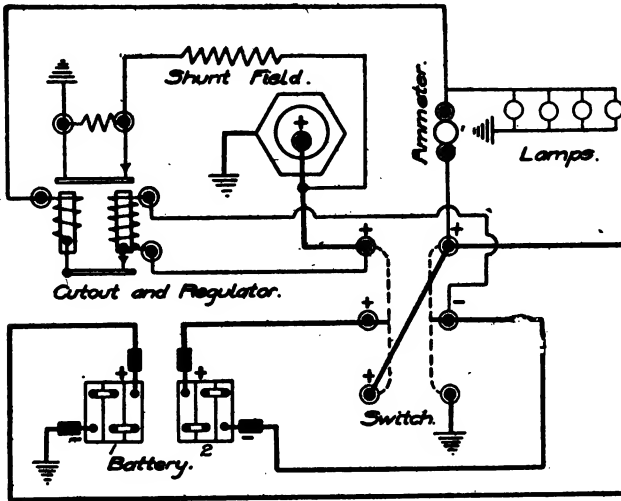 Shunt Field.
Ammeter.
+
Lamps.
+
+
Cutout and Regulator.
+
-
+
+
+
Switch.
-
-
1
2
Battery.